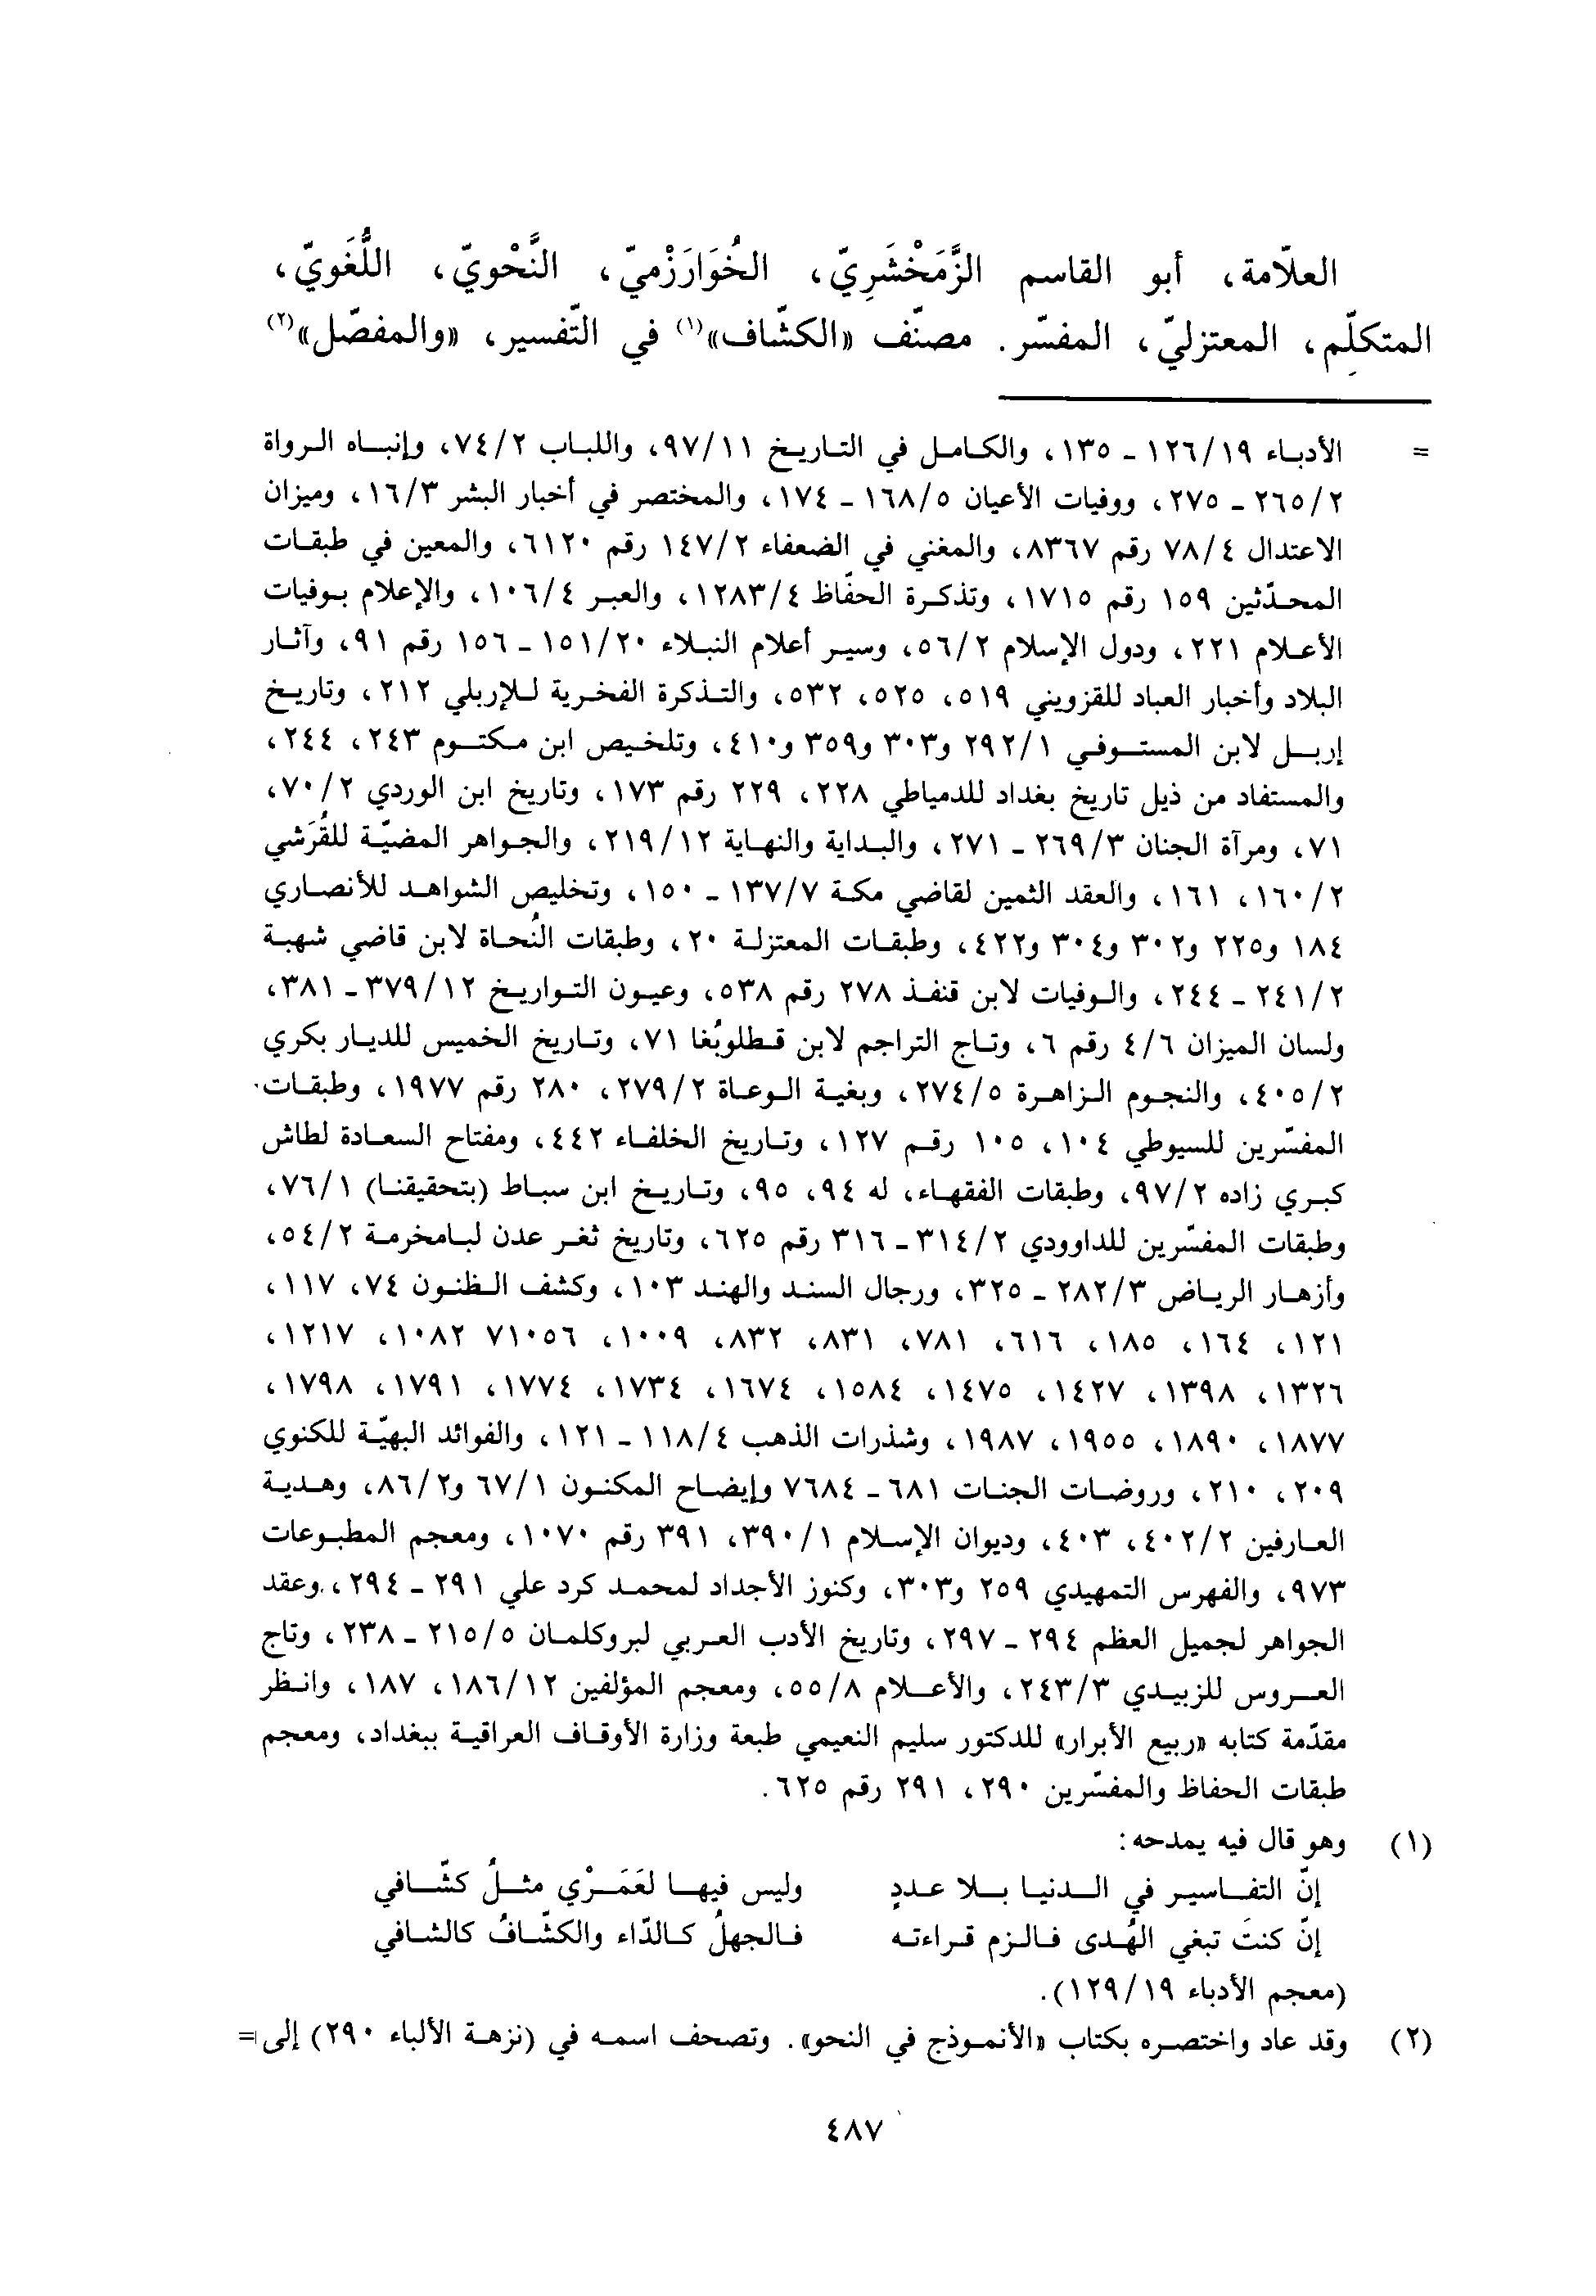 العلّامة، أبو القاسم الزَّمَخْشَرِيّ، الخُوَارَزْميّ، النَّحْويّ، اللُّغَويّ،
المتكلّم، المعتزليّ، المفسّر. مصنّف «الكشّاف»(١) في التّفسير، «والمفصّل»(٢)
= الأدباء ١٢٦/١٩ - ١٣٥، والكامل في التاريخ ٩٧/١١، واللباب ٧٤/٢، وإنباه الرواة
٢٦٥/٢ - ٢٧٥، ووفيات الأعيان ١٦٨/٥ - ١٧٤، والمختصر في أخبار البشر ١٦/٣، وميزان
الاعتدال ٧٨/٤ رقم ٨٣٦٧، والمغني في الضعفاء ١٤٧/٢ رقم ٦١٢٠، والمعين في طبقات
المحدّثين ١٥٩ رقم ١٧١٥، وتذكرة الحفّاظ ١٢٨٣/٤، والعبر ١٠٦/٤، والإعلام بوفيات
الأعلام ٢٢١، ودول الإسلام ٥٦/٢، وسير أعلام النبلاء ١٥١/٢٠ - ١٥٦ رقم ٩١، وآثار
البلاد وأخبار العباد للقزويني ٥١٩، ٥٢٥، ٥٣٢، والتذكرة الفخرية للإربلي ٢١٢، وتاريخ
إربل لابن المستوفي ٢٩٢/١ و٣٠٣ و٣٥٩ و٤١٠، وتلخيص ابن مكتوم ٢٤٣، ٢٤٤،
والمستفاد من ذيل تاريخ بغداد للدمياطي ٢٢٨، ٢٢٩ رقم ١٧٣، وتاريخ ابن الوردي ٧٠/٢،
٧١، ومرآة الجنان ٢٦٩/٣ - ٢٧١، والبداية والنهاية ٢١٩/١٢، والجواهر المضيّة للقُرَشي
١٦٠/٢، ١٦١، والعقد الثمين لقاضي مكة ١٣٧/٧ - ١٥٠، وتخليص الشواهد للأنصاري
١٨٤ و٢٢٥ و٣٠٢ و٣٠٤ و٤٢٢، وطبقات المعتزلة ٢٠، وطبقات النُحاة لابن قاضي شهبة
٢٤١/٢ - ٢٤٤، والوفيات لابن قنفذ ٢٧٨ رقم ٥٣٨، وعيون التواريخ ٣٧٩/١٢ - ٣٨١،
ولسان الميزان ٤/٦ رقم ٦، وتاج التراجم لابن قطلوبُغا ٧١، وتاريخ الخميس للديار بكري
٤٠٥/٢، والنجوم الزاهرة ٢٧٤/٥، وبغية الوعاة ٢٧٩/٢، ٢٨٠ رقم ١٩٧٧، وطبقات
المفسّرين للسيوطي ١٠٤، ١٠٥ رقم ١٢٧، وتاريخ الخلفاء ٤٤٢، ومفتاح السعادة لطاش
كبري زاده ٩٧/٢، وطبقات الفقهاء، له ٩٤، ٩٥، وتاريخ ابن سباط (بتحقيقنا) ٧٦/١،
وطبقات المفسّرين للداوودي ٣١٤/٢ - ٣١٦ رقم ٦٢٥، وتاريخ ثغر عدن لبامخرمة ٥٤/٢،
وأزهار الرياض ٢٨٢/٣ - ٣٢٥، ورجال السند والهند ١٠٣، وكشف الظنون ٧٤، ١١٧،
١٢١، ١٦٤، ١٨٥، ٦١٦، ٧٨١، ٨٣١، ٨٣٢، ١٠٠٩، ٧١٠٥٦ ١٠٨٢، ١٢١٧،
١٣٢٦، ١٣٩٨، ١٤٢٧، ١٤٧٥، ١٥٨٤، ١٦٧٤، ١٧٣٤، ١٧٧٤، ١٧٩١، ١٧٩٨،
١٨٧٧، ١٨٩٠، ١٩٥٥، ١٩٨٧، وشذرات الذهب ١١٨/٤ - ١٢١، والفوائد البهيّة للكنوي
٢٠٩، ٢١٠، وروضات الجنات ٦٨١ - ٧٦٨٤ وإيضاح المكنون ٦٧/١ و٨٦/٢، وهدية
العارفين ٤٠٢/٢، ٤٠٣، وديوان الإسلام ٣٩٠/١، ٣٩١ رقم ١٠٧٠، ومعجم المطبوعات
٩٧٣، والفهرس التمهيدي ٢٥٩ و٣٠٣، وكنوز الأجداد لمحمد كرد علي ٢٩١ - ٢٩٤، وعقد
الجواهر لجميل العظم ٢٩٤ - ٢٩٧، وتاريخ الأدب العربي لبروكلمان ٢١٥/٥ - ٢٣٨، وتاج
العروس للزبيدي ٢٤٣/٣، والأعلام ٥٥/٨، ومعجم المؤلفين ١٨٦/١٢، ١٨٧، وانظر
مقدّمة كتابه «ربيع الأبرار» للدكتور سليم النعيمي طبعة وزارة الأوقاف العراقية ببغداد، ومعجم
طبقات الحفاظ والمفسّرين ٢٩٠، ٢٩١ رقم ٦٢٥.
(١) وهو قال فيه يمدحه:
إنّ التفاسير في الدنيا بلا عددٍ وليس فيها لعَمَرْي مثلُ كشّافي
إنّ كنتَ تبغي الهُدى فالزم قراءته فالجهلُ كالدّاء والكشّافُ كالشافي
(معجم الأدباء ١٢٩/١٩).
(٢) وقد عاد واختصره بكتاب «الأنموذج في النحو». وتصحف اسمه في (نزهة الألباء ٢٩٠) إلى =
٤٨٧